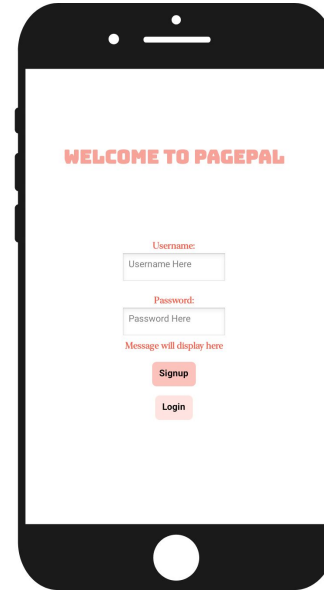 WELCOME TO PAGEPAL
Username:
Username Here
Password:
Password Here
Message will display here
Signup
Login